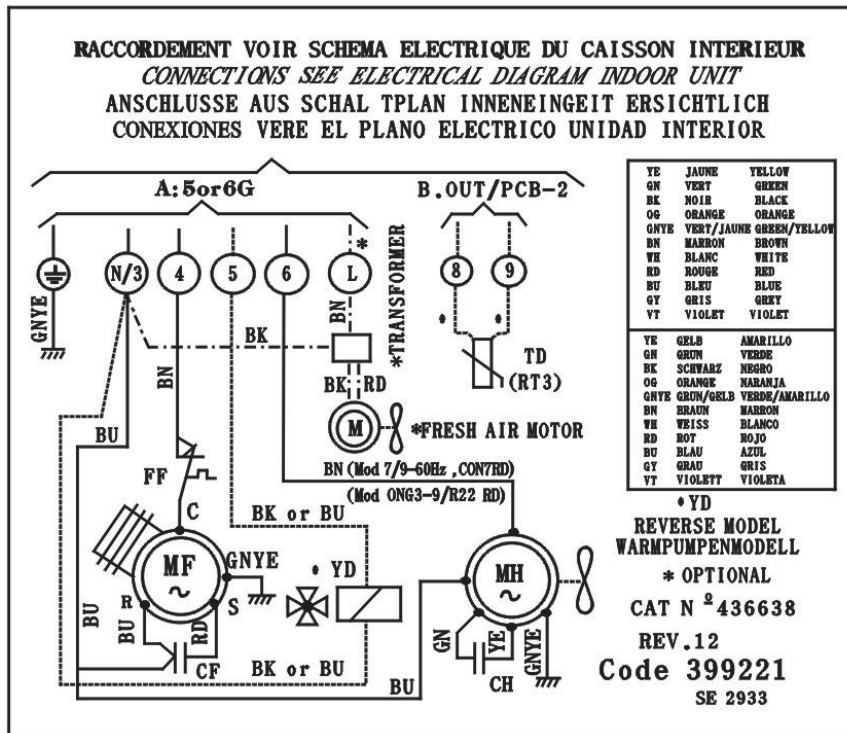 RACCORDEMENT VOIR SCHEMA ELECTRIQUE DU CAISSON INTERIEUR
CONNECTIONS SEE ELECTRICAL DIAGRAM INDOOR UNIT
ANSCHLUSSE AUS SCHAL TPLAN INNENEINGEIT ERSICHTLICH
CONEXIONES VERE EL PLANO ELECTRICO UNIDAD INTERIOR
A:5or6G
B.OUT/PCB-2
N/3 4 5 6 L *
8 9
GNYE
BN
BK
BN
*TRANSFORMER
BK RD
M
*FRESH AIR MOTOR
* *
TD
(RT3)
BU
FF
C
BN (Mod 7/9-60Hz ,CON7RD)
(Mod ONG3-9/R22 RD)
BK or BU
MF
~
GNYE
R
S
BU
BU
RD
CF
* YD
BK or BU
BU
MH
~
GN
YE
GNYE
CH
YE JAUNE YELLOW
GN VERT GREEN
BK NOIR BLACK
OG ORANGE ORANGE
GNYE VERT/JAUNE GREEN/YELLOW
BN MARRON BROWN
WH BLANC WHITE
RD ROUGE RED
BU BLEU BLUE
GY GRIS GREY
VT VIOLET VIOLET
YE GELB AMARILLO
GN GRUN VERDE
BK SCHWARZ NEGRO
OG ORANGE NARANJA
GNYE GRUN/GELB VERDE/AMARILLO
BN BRAUN MARRON
WH WEISS BLANCO
RD ROT ROJO
BU BLAU AZUL
GY GRAU GRIS
VT VIOLETT VIOLETA
* YD
REVERSE MODEL
WARMPUMPENMODELL
* OPTIONAL
CAT Nº 436638
REV.12
Code 399221
SE 2933